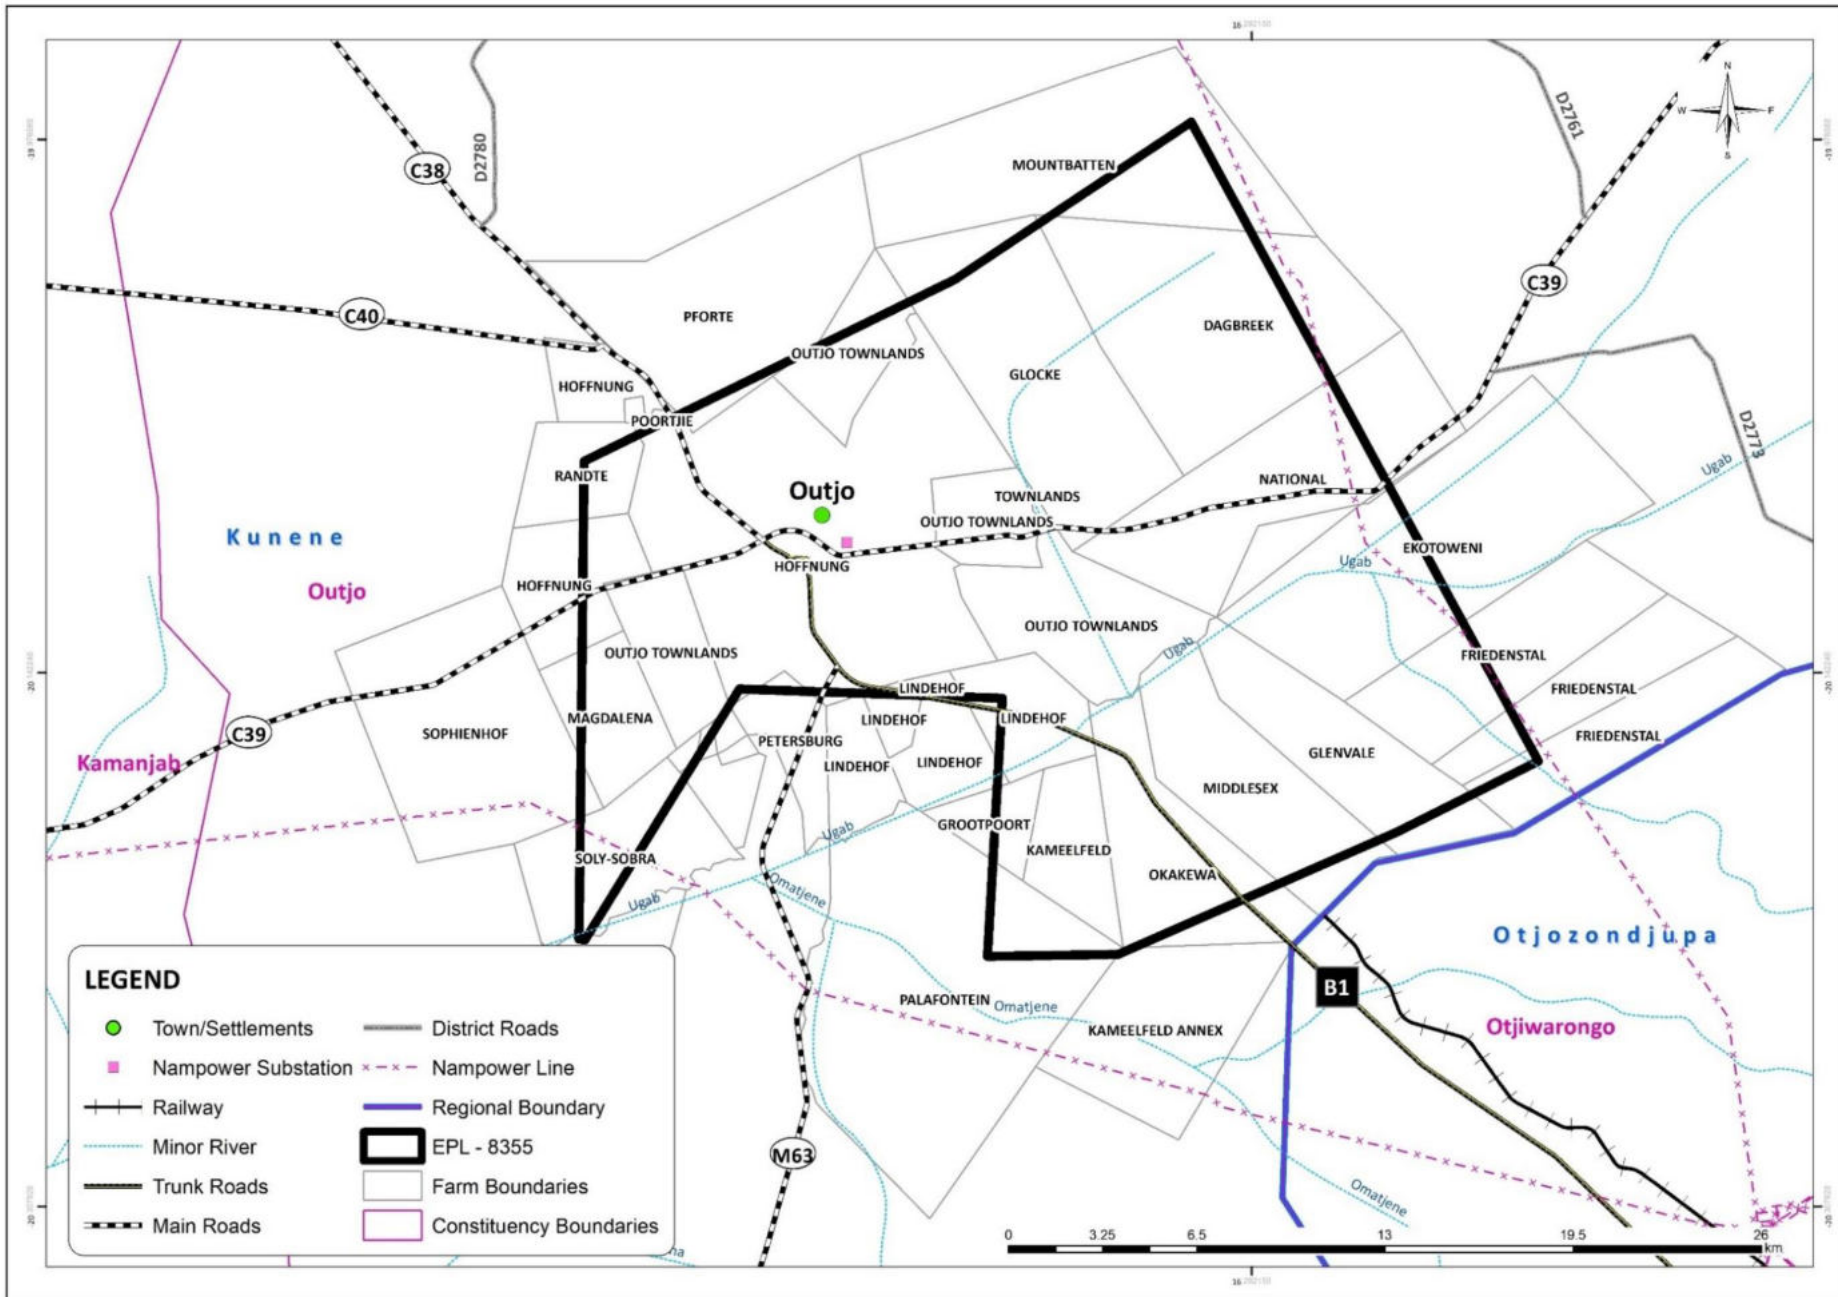 N
W
S
D2780
D2761
C38
MOUNTBATTEN
C39
C40
PFORTE
DAGBREEK
OUTJO TOWNLANDS
GLOCKE
HOFFNUNG
POORTJIE
D2773
Ugab
RANDTE
NATIONAL
Outjo
TOWNLANDS
OUTJO TOWNLANDS
Kunene
EKOTOWENI
Ugab
HOFFNUNG
HOFFNUNG
Outjo
OUTJO TOWNLANDS
Ugab
OUTJO TOWNLANDS
FRIEDENSTAL
FRIEDENSTAL
LINDEHOF
MAGDALENA
LINDEHOF
LINDEHOF
SOPHIENHOF
C39
PETERSBURG
FRIEDENSTAL
GLENVALE
Kamanjab
LINDEHOF
LINDEHOF
MIDDLESEX
GROOTPOORT
Ugab
KAMEELFELD
SOLY-SOBRA
OKAKEWA
Omatjene
Ugab
Otjozondjupa
B1
PALAFONTEIN
Omatjene
KAMEELFELD ANNEX
Otjiwarongo
M63
Omatjene
LEGEND
Town/Settlements
District Roads
Nampower Substation
Nampower Line
Railway
Regional Boundary
Minor River
EPL - 8355
Trunk Roads
Farm Boundaries
Main Roads
Constituency Boundaries
0 3.25 6.5 13 19.5 26
km